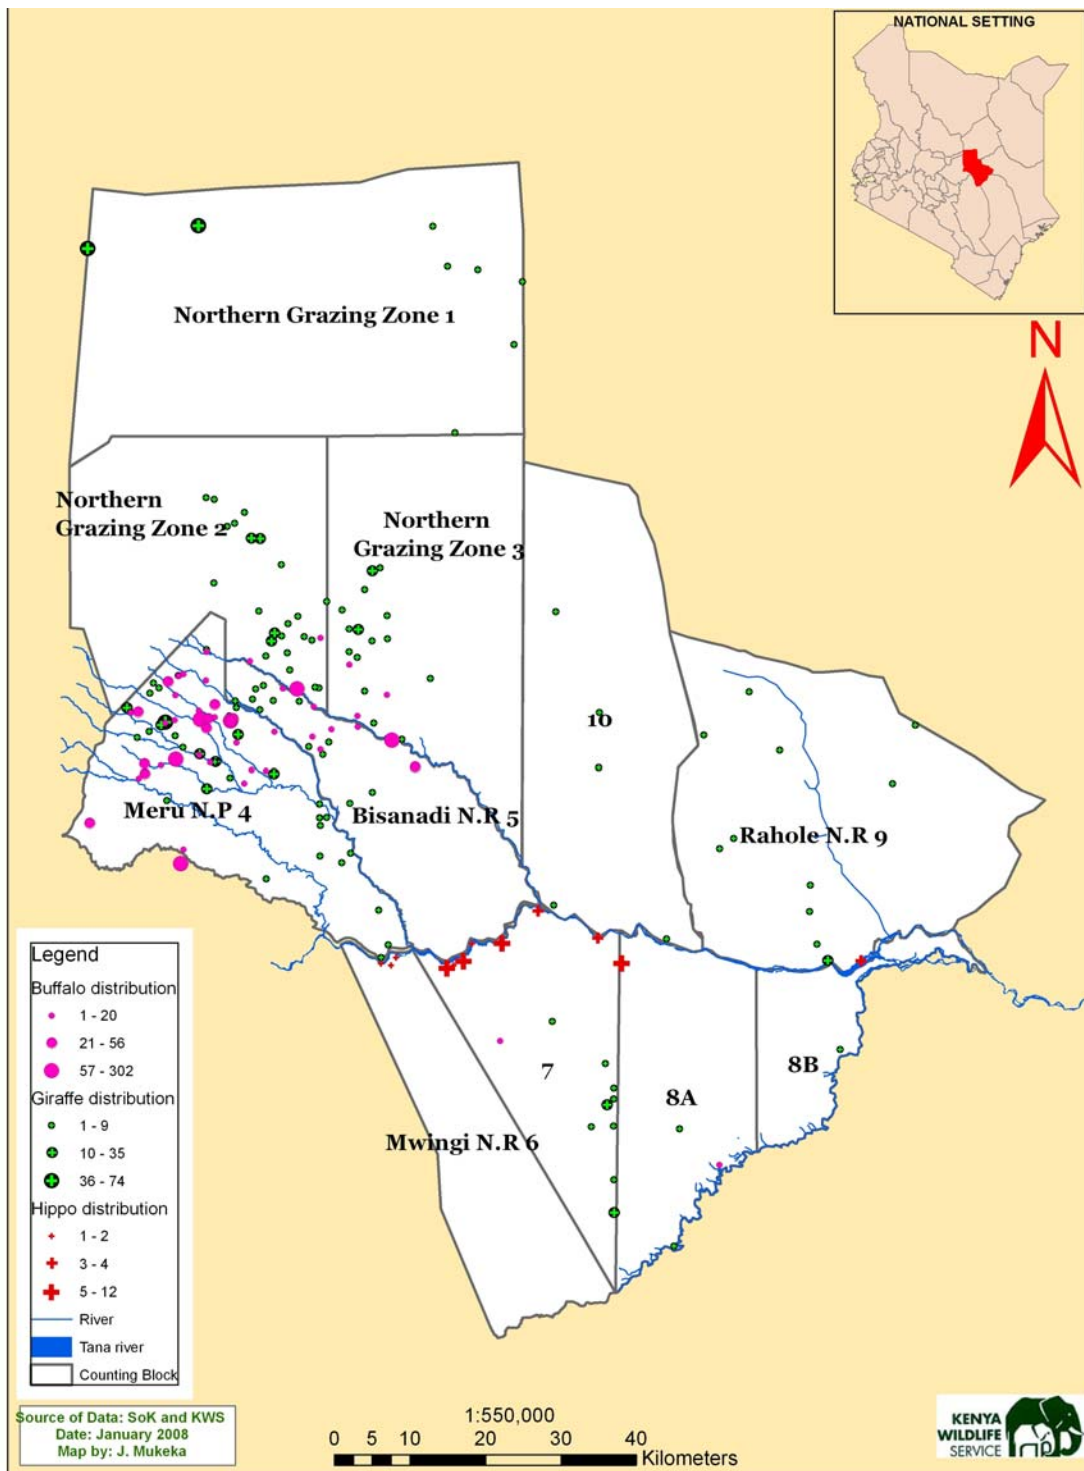 NATIONAL SETTING
N
Northern Grazing Zone 1
Northern
Grazing Zone 2
Northern
Grazing Zone 3
10
Meru N.P 4
Bisanadi N.R 5
Rahole N.R 9
7
8A
8B
Mwingi N.R 6
Legend
Buffalo distribution
1 - 20
21 - 56
57 - 302
Giraffe distribution
1 - 9
10 - 35
36 - 74
Hippo distribution
1 - 2
3 - 4
5 - 12
River
Tana river
Counting Block
Source of Data: SoK and KWS
Date: January 2008
Map by: J. Mukeka
1:550,000
0 5 10 20 30 40
Kilometers
KENYA
WILDLIFE
SERVICE